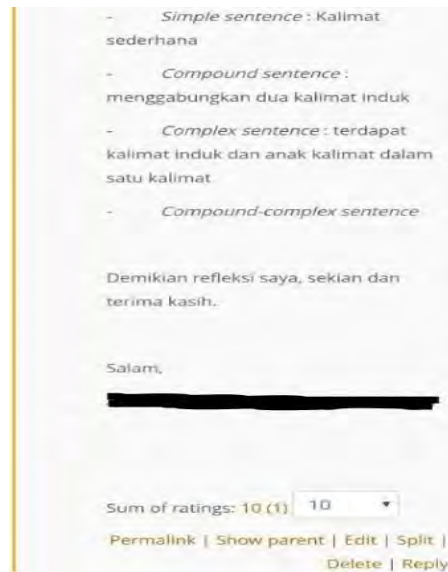 - Simple sentence : Kalimat
sederhana
- Compound sentence :
menggabungkan dua kalimat induk
- Complex sentence : terdapat
kalimat induk dan anak kalimat dalam
satu kalimat
- Compound-complex sentence
Demikian refleksi saya, sekian dan
terima kasih.
Salam,
Sum of ratings: 10 (1) 10
Permalink | Show parent | Edit | Split |
Delete | Reply